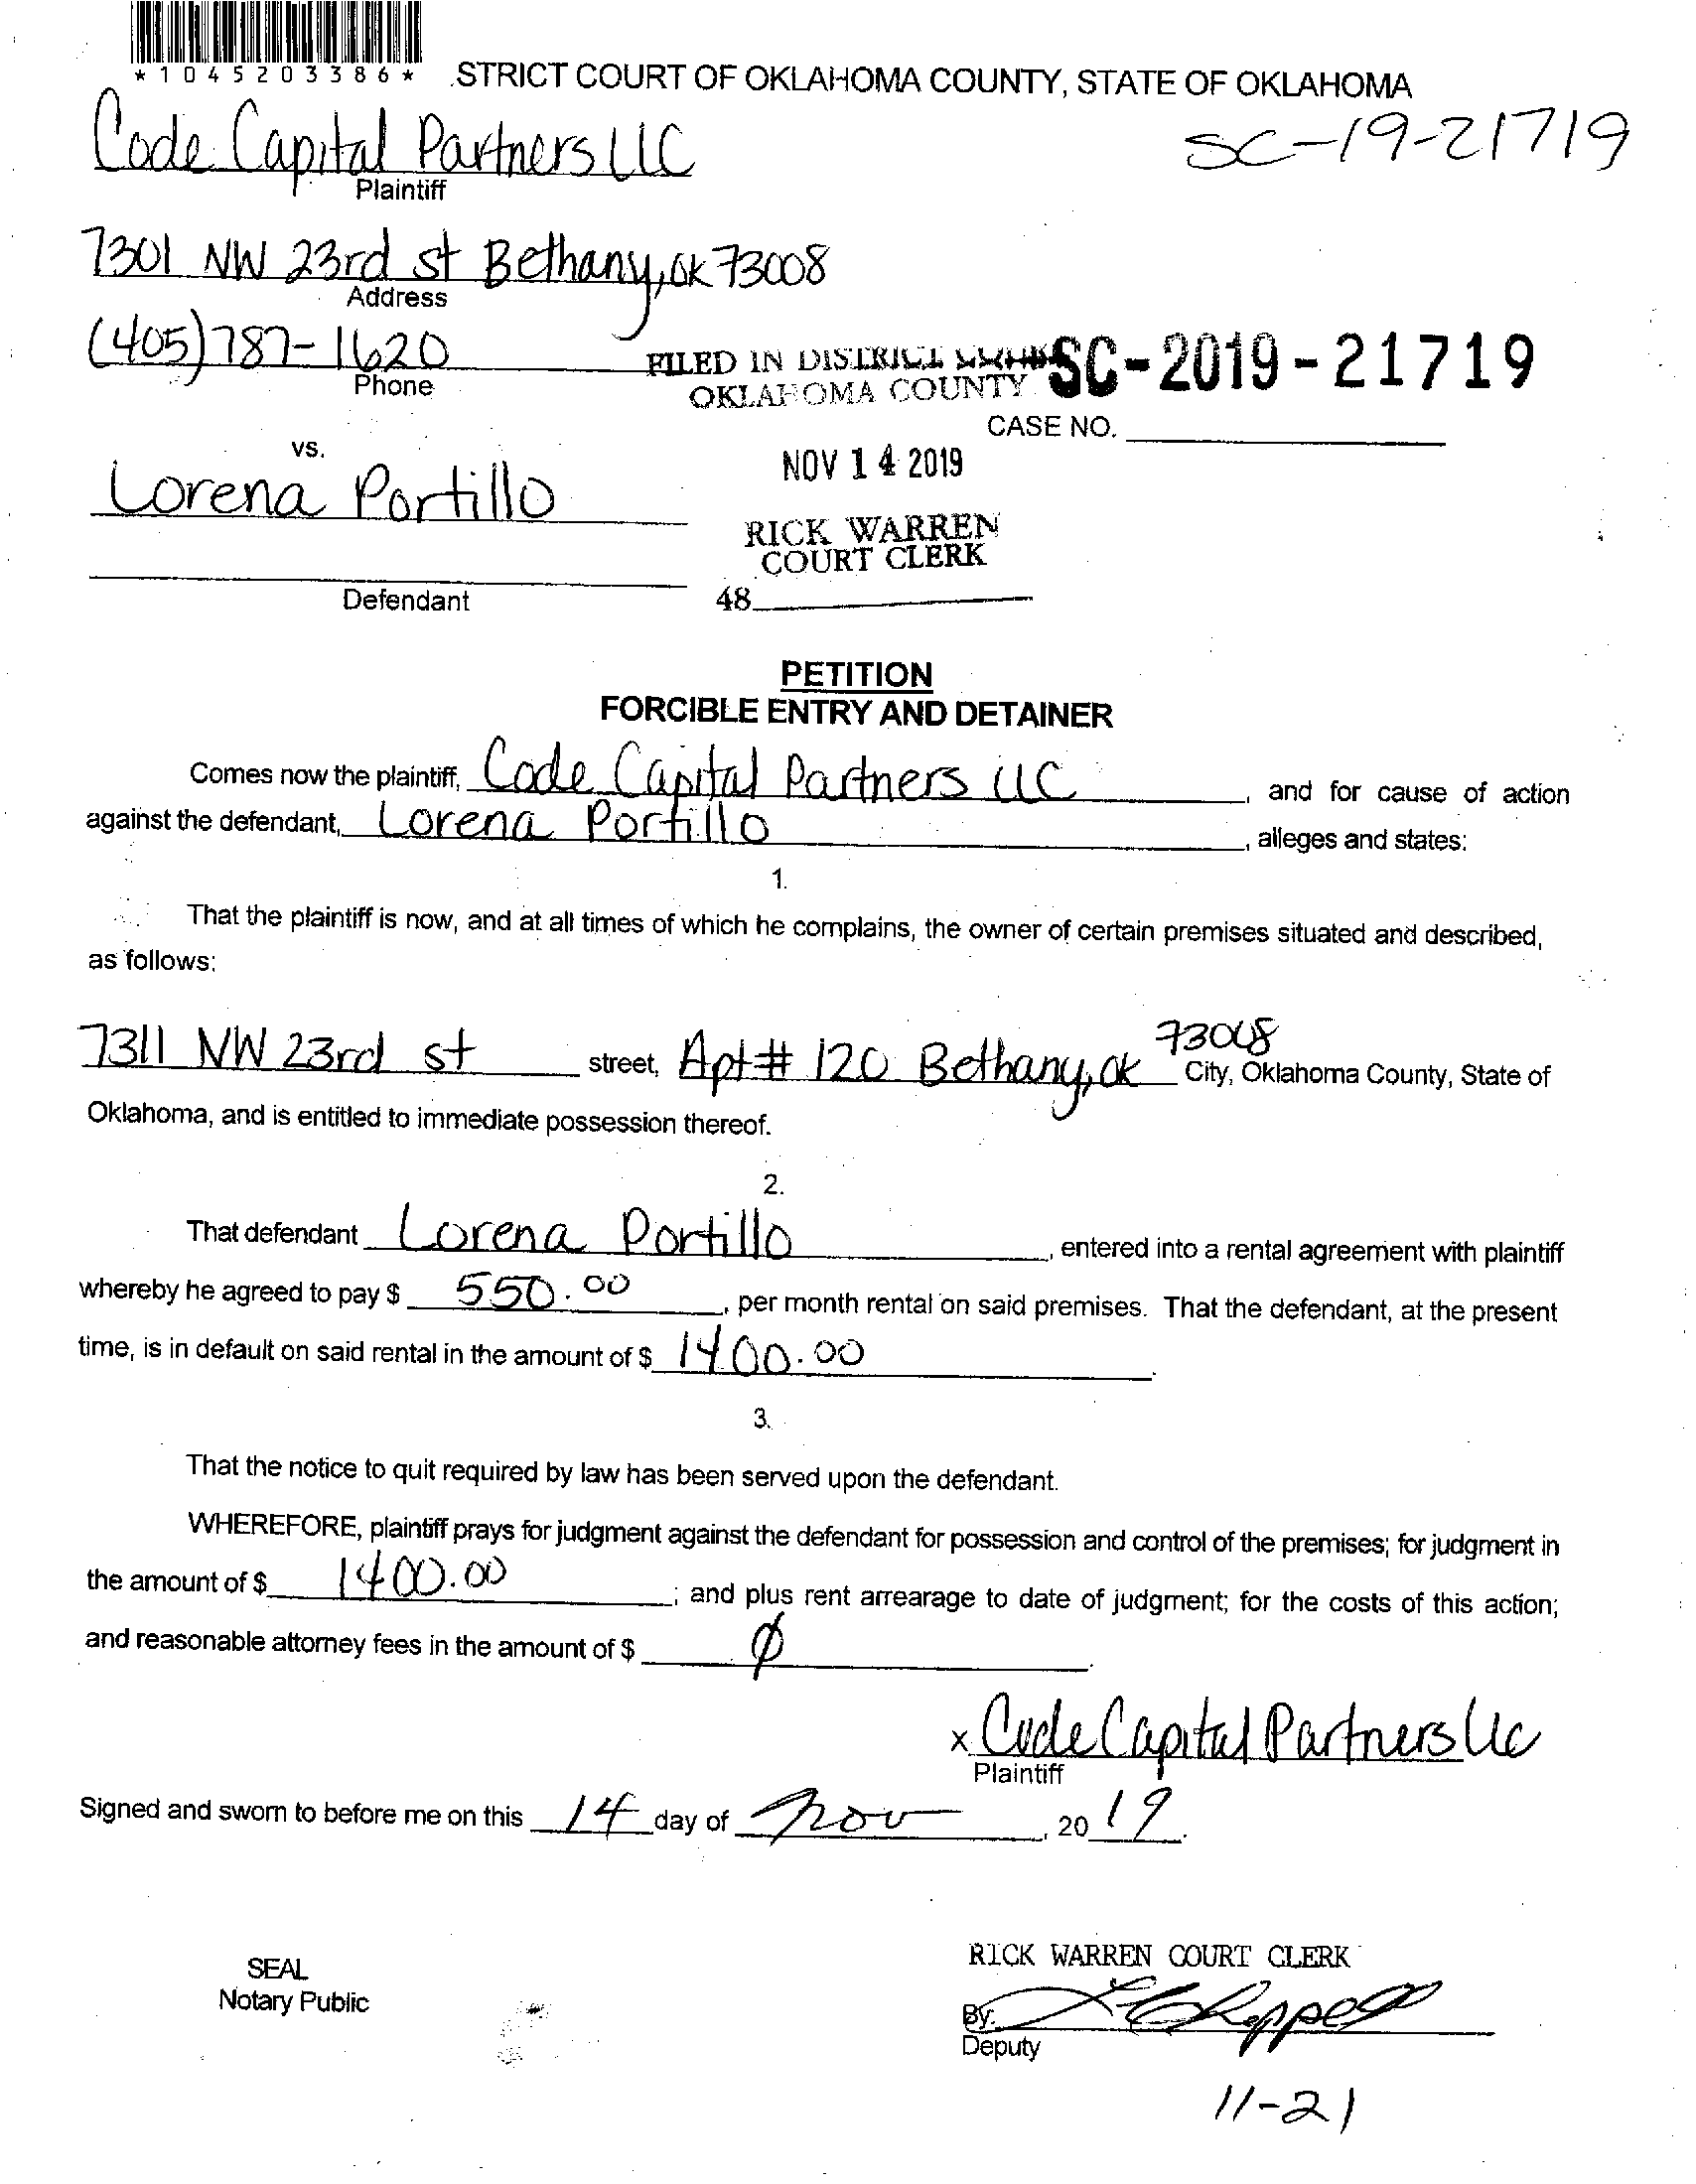 *1045203386*
.STRICT COURT OF OKLAHOMA COUNTY, STATE OF OKLAHOMA
Code Capital Partners LLC
SC-19-21719
Plaintiff
7301 NW 23rd st Bethany, OK 73008
Address
(405)787-1620
Phone
FILED IN DISTRICT
OKLAHOMA COUNTY
SC-2019-21719
CASE NO.
vs.
NOV 14 2019
Lorena Portillo
RICK WARREN
COURT CLERK
Defendant
48
PETITION
FORCIBLE ENTRY AND DETAINER
Comes now the plaintiff, Code Capital Partners LLC, and for cause of action
against the defendant, Lorena Portillo, alleges and states:
1.
That the plaintiff is now, and at all times of which he complains, the owner of certain premises situated and described,
as follows:
7311 NW 23rd st street, Apt# 120 Bethany, OK 73008 City, Oklahoma County, State of
Oklahoma, and is entitled to immediate possession thereof.
2.
That defendant Lorena Portillo, entered into a rental agreement with plaintiff
whereby he agreed to pay $ 550.00, per month rental on said premises. That the defendant, at the present
time, is in default on said rental in the amount of $ 1400.00.
3.
That the notice to quit required by law has been served upon the defendant.
WHEREFORE, plaintiff prays for judgment against the defendant for possession and control of the premises; for judgment in
the amount of $ 1400.00; and plus rent arrearage to date of judgment; for the costs of this action;
and reasonable attorney fees in the amount of $ ∅.
x Code Capital Partners LLC
Plaintiff
Signed and sworn to before me on this 14 day of Nov, 2019.
SEAL
Notary Public
RICK WARREN COURT CLERK
By:
Deputy
11-21